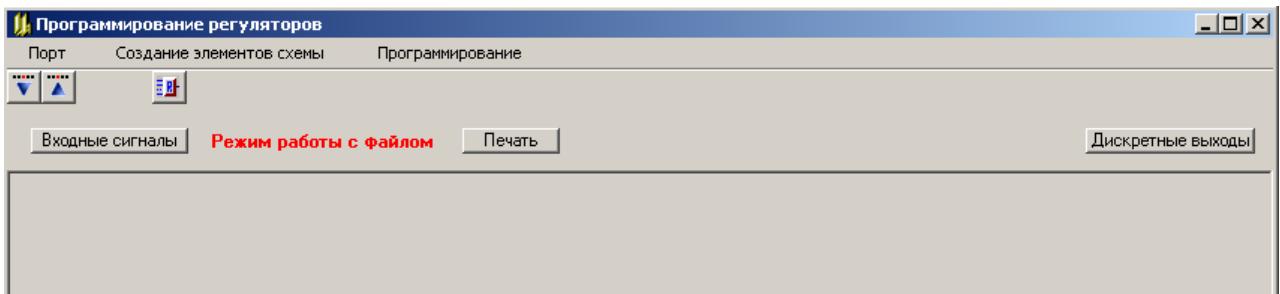 Программирование регуляторов
Порт Создание элементов схемы Программирование
Входные сигналы Режим работы с файлом Печать Дискретные выходы